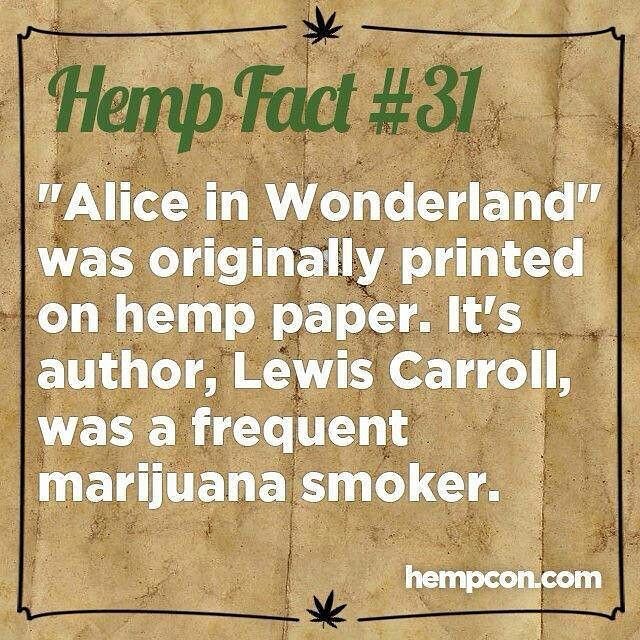 Hemp Fact #31
"Alice in Wonderland"
was originally printed
on hemp paper. It's
author, Lewis Carroll,
was a frequent
marijuana smoker.
hempcon.com